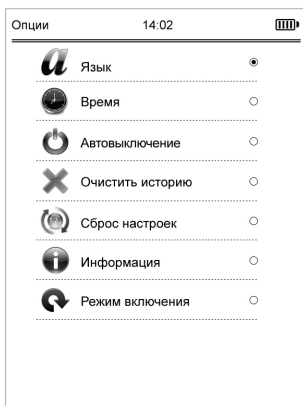 Опции 14:02
Язык
Время
Автовыключение
Очистить историю
Сброс настроек
Информация
Режим включения